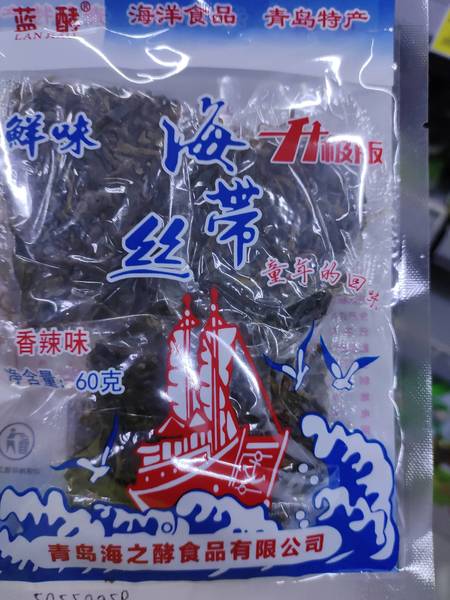 蓝酵® 海洋食品 青岛特产
鲜味 海带丝 升级版
童年的回味
香辣味
净含量：60克
青岛海之酵食品有限公司